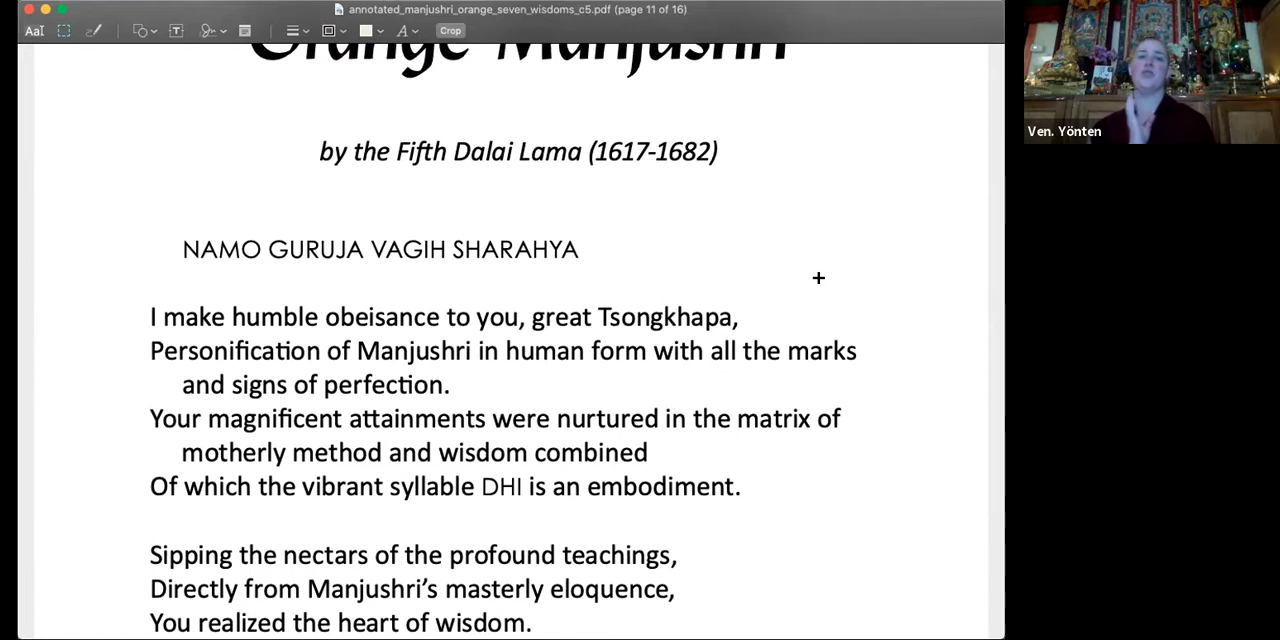 annotated_manjushri_orange_seven_wisdoms_c5.pdf (page 11 of 16)
AaI
T
A
Crop
Orange Manjushri
by the Fifth Dalai Lama (1617-1682)
NAMO GURUJA VAGIH SHARAHYA
I make humble obeisance to you, great Tsongkhapa,
Personification of Manjushri in human form with all the marks
and signs of perfection.
Your magnificent attainments were nurtured in the matrix of
motherly method and wisdom combined
Of which the vibrant syllable DHI is an embodiment.
Sipping the nectars of the profound teachings,
Directly from Manjushri’s masterly eloquence,
You realized the heart of wisdom.
Ven. Yönten